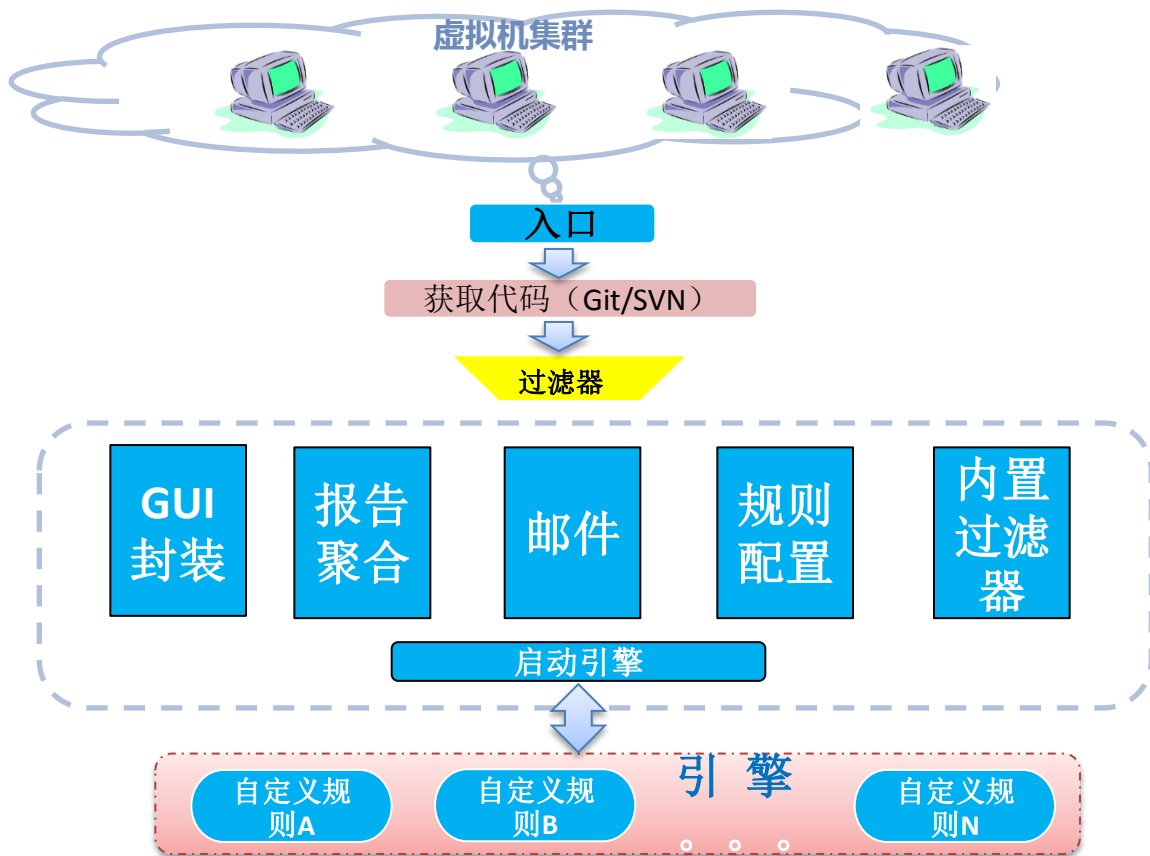 虚拟机集群
入口
获取代码（Git/SVN）
过滤器
GUI
封装
报告
聚合
邮件
规则
配置
内置
过滤
器
启动引擎
引 擎
自定义规
则A
自定义规
则B
。。。
自定义规
则N